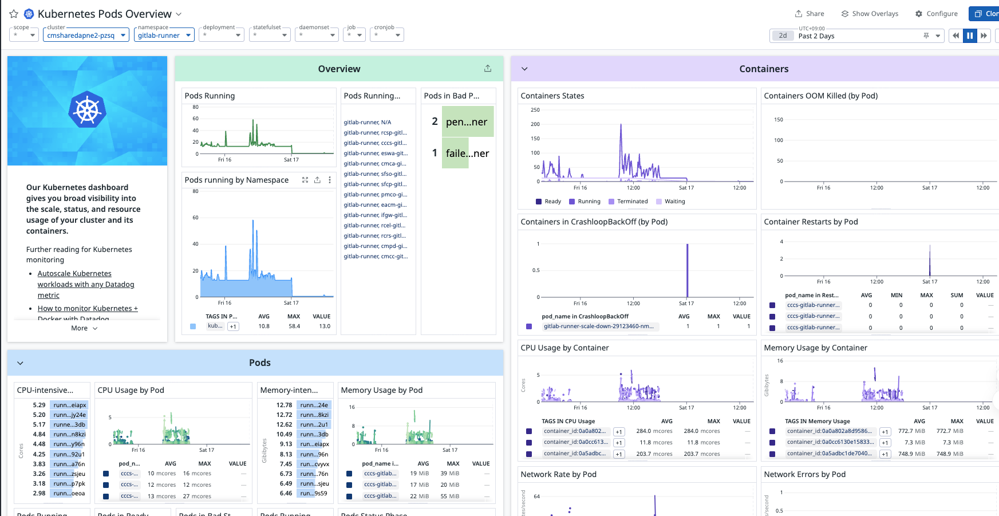 Kubernetes Pods Overview
Share
Show Overlays
Configure
Clon
scope
*
cluster
cmsharedapne2-pzsq
namespace
gitlab-runner
deployment
*
statefulset
*
daemonset
*
job
*
cronjob
*
2d
UTC+09:00
Past 2 Days
Our Kubernetes dashboard
gives you broad visibility into
the scale, status, and resource
usage of your cluster and its
containers.
Further reading for Kubernetes
monitoring
• Autoscale Kubernetes
workloads with any Datadog
metric
• How to monitor Kubernetes +
Docker with Datadog
More
Overview
Pods Running
80
60
40
20
0
Fri 16
Sat 17
Pods running by Namespace
80
60
40
20
0
Fri 16
Sat 17
TAGS IN P... AVG MAX VALUE
kub... +1 10.8 58.4 13.0
Pods Running...
gitlab-runner, N/A
gitlab-runner, rcsp-gitl...
gitlab-runner, cccs-gitl...
gitlab-runner, eswa-git...
gitlab-runner, cmca-gi...
gitlab-runner, sfso-gitl...
gitlab-runner, sfcp-gitl...
gitlab-runner, pmco-gi...
gitlab-runner, eacm-gi...
gitlab-runner, ifgw-gitl...
gitlab-runner, rcel-gitl...
gitlab-runner, rcrs-gitl...
gitlab-runner, cmpd-gi...
gitlab-runner, cmcc-git...
Pods in Bad P...
2 pen...ner
1 faile...ner
Pods
CPU-intensive...
Cores
5.29 runn...eiapx
5.20 runn...jy24e
5.17 runne...3db
4.84 runn...n8kzi
4.48 runn...y96n
4.25 runn...92u1
3.83 runn...a76n
3.26 runn...zsjeu
3.18 runn...p7pk
2.98 runn...oeoa
CPU Usage by Pod
5
0
Fri 16
Sat 17
pod_n... AVG MAX VALUE
cccs-... 10 mcores 16 mcores —
cccs-... 12 mcores 12 mcores —
cccs-... 13 mcores 27 mcores —
Memory-inten...
Gibibytes
12.78 runn...24e
12.72 runn...8kzi
12.62 runn...2u1
10.49 runn...3db
9.13 runn...eiapx
8.13 runn...96n
7.45 run...cvyvx
6.73 runn...76n
6.49 runn...sjeu
6.46 run...9s59
Memory Usage by Pod
16
8
0
Fri 16
Sat 17
pod_name i... AVG MAX VALUE
cccs-gitlab... 19 MiB 39 MiB —
cccs-gitlab... 17 MiB 20 MiB —
cccs-gitlab... 22 MiB 55 MiB —
Pods Running
Pods in Ready
Pods in Bad St
Pods Running
Pods Status Phase
Containers
Containers States
250
200
150
100
50
0
Fri 16
12:00
Sat 17
12:00
Ready Running Terminated Waiting
Containers OOM Killed (by Pod)
150
100
50
0
Fri 16
12:00
Sat 17
12:00
Containers in CrashloopBackOff (by Pod)
1
0.5
0
Fri 16
12:00
Sat 17
12:00
pod_name in CrashloopBackOff AVG MAX VALUE
gitlab-runner-scale-down-29123460-nm... 1 1 1
Container Restarts by Pod
4
2
0
Fri 16
12:00
Sat 17
12:00
pod_name in Rest... AVG MIN MAX SUM VALUE
cccs-gitlab-runner... 0 0 0 0 —
cccs-gitlab-runner... 0 0 0 0 —
cccs-gitlab-runner... 0 0 0 0 —
CPU Usage by Container
Cores
5
0
Fri 16
12:00
Sat 17
12:00
TAGS IN CPU Usage AVG MAX VALUE
container_id:0a0a802... +1 284.0 mcores 284.0 mcores —
container_id:0a0cc613... +1 11.8 mcores 11.8 mcores —
container_id:0a5adbc... +1 203.7 mcores 203.7 mcores —
Memory Usage by Container
Gibibytes
16
8
0
Fri 16
12:00
Sat 17
12:00
TAGS IN Memory Usage AVG MAX VALUE
container_id:0a0a802a8d9586... +1 772.7 MiB 772.7 MiB —
container_id:0a0cc6130e15833... +1 7.3 MiB 7.3 MiB —
container_id:0a5adbc1de7040... +1 748.9 MiB 748.9 MiB —
Network Rate by Pod
64
tes/second
Network Errors by Pod
1
0.5
s/second